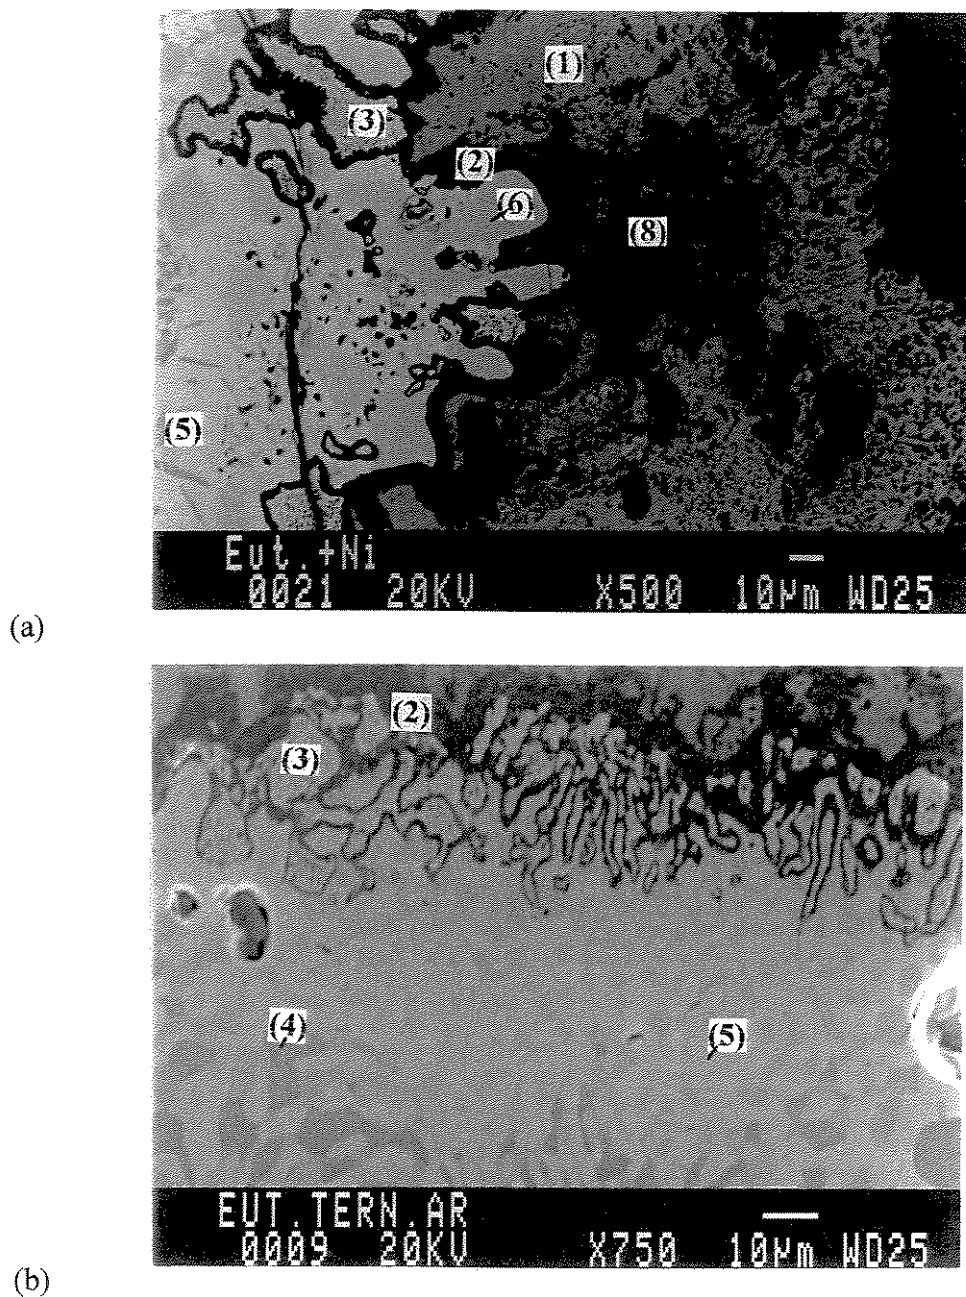 (1)
(3)
(2)
(6)
(8)
(5)
Eut.+Ni
0021 20KV X500 10µm WD25
(a)
(2)
(3)
(4)
(5)
EUT.TERN.AR
0009 20KV X750 10µm WD25
(b)